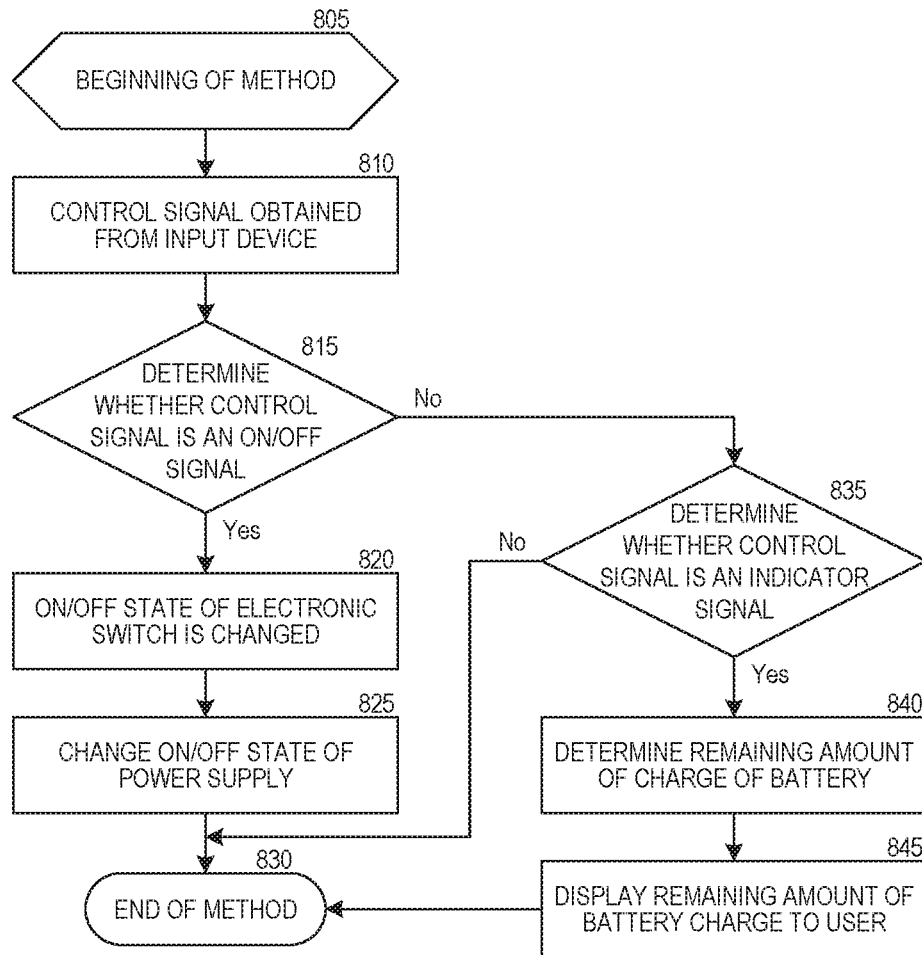 805
BEGINNING OF METHOD
810
CONTROL SIGNAL OBTAINED
FROM INPUT DEVICE
815
DETERMINE
WHETHER CONTROL
SIGNAL IS AN ON/OFF
SIGNAL
No
Yes
820
ON/OFF STATE OF ELECTRONIC
SWITCH IS CHANGED
825
CHANGE ON/OFF STATE OF
POWER SUPPLY
830
END OF METHOD
835
DETERMINE
WHETHER CONTROL
SIGNAL IS AN INDICATOR
SIGNAL
No
Yes
840
DETERMINE REMAINING AMOUNT
OF CHARGE OF BATTERY
845
DISPLAY REMAINING AMOUNT OF
BATTERY CHARGE TO USER